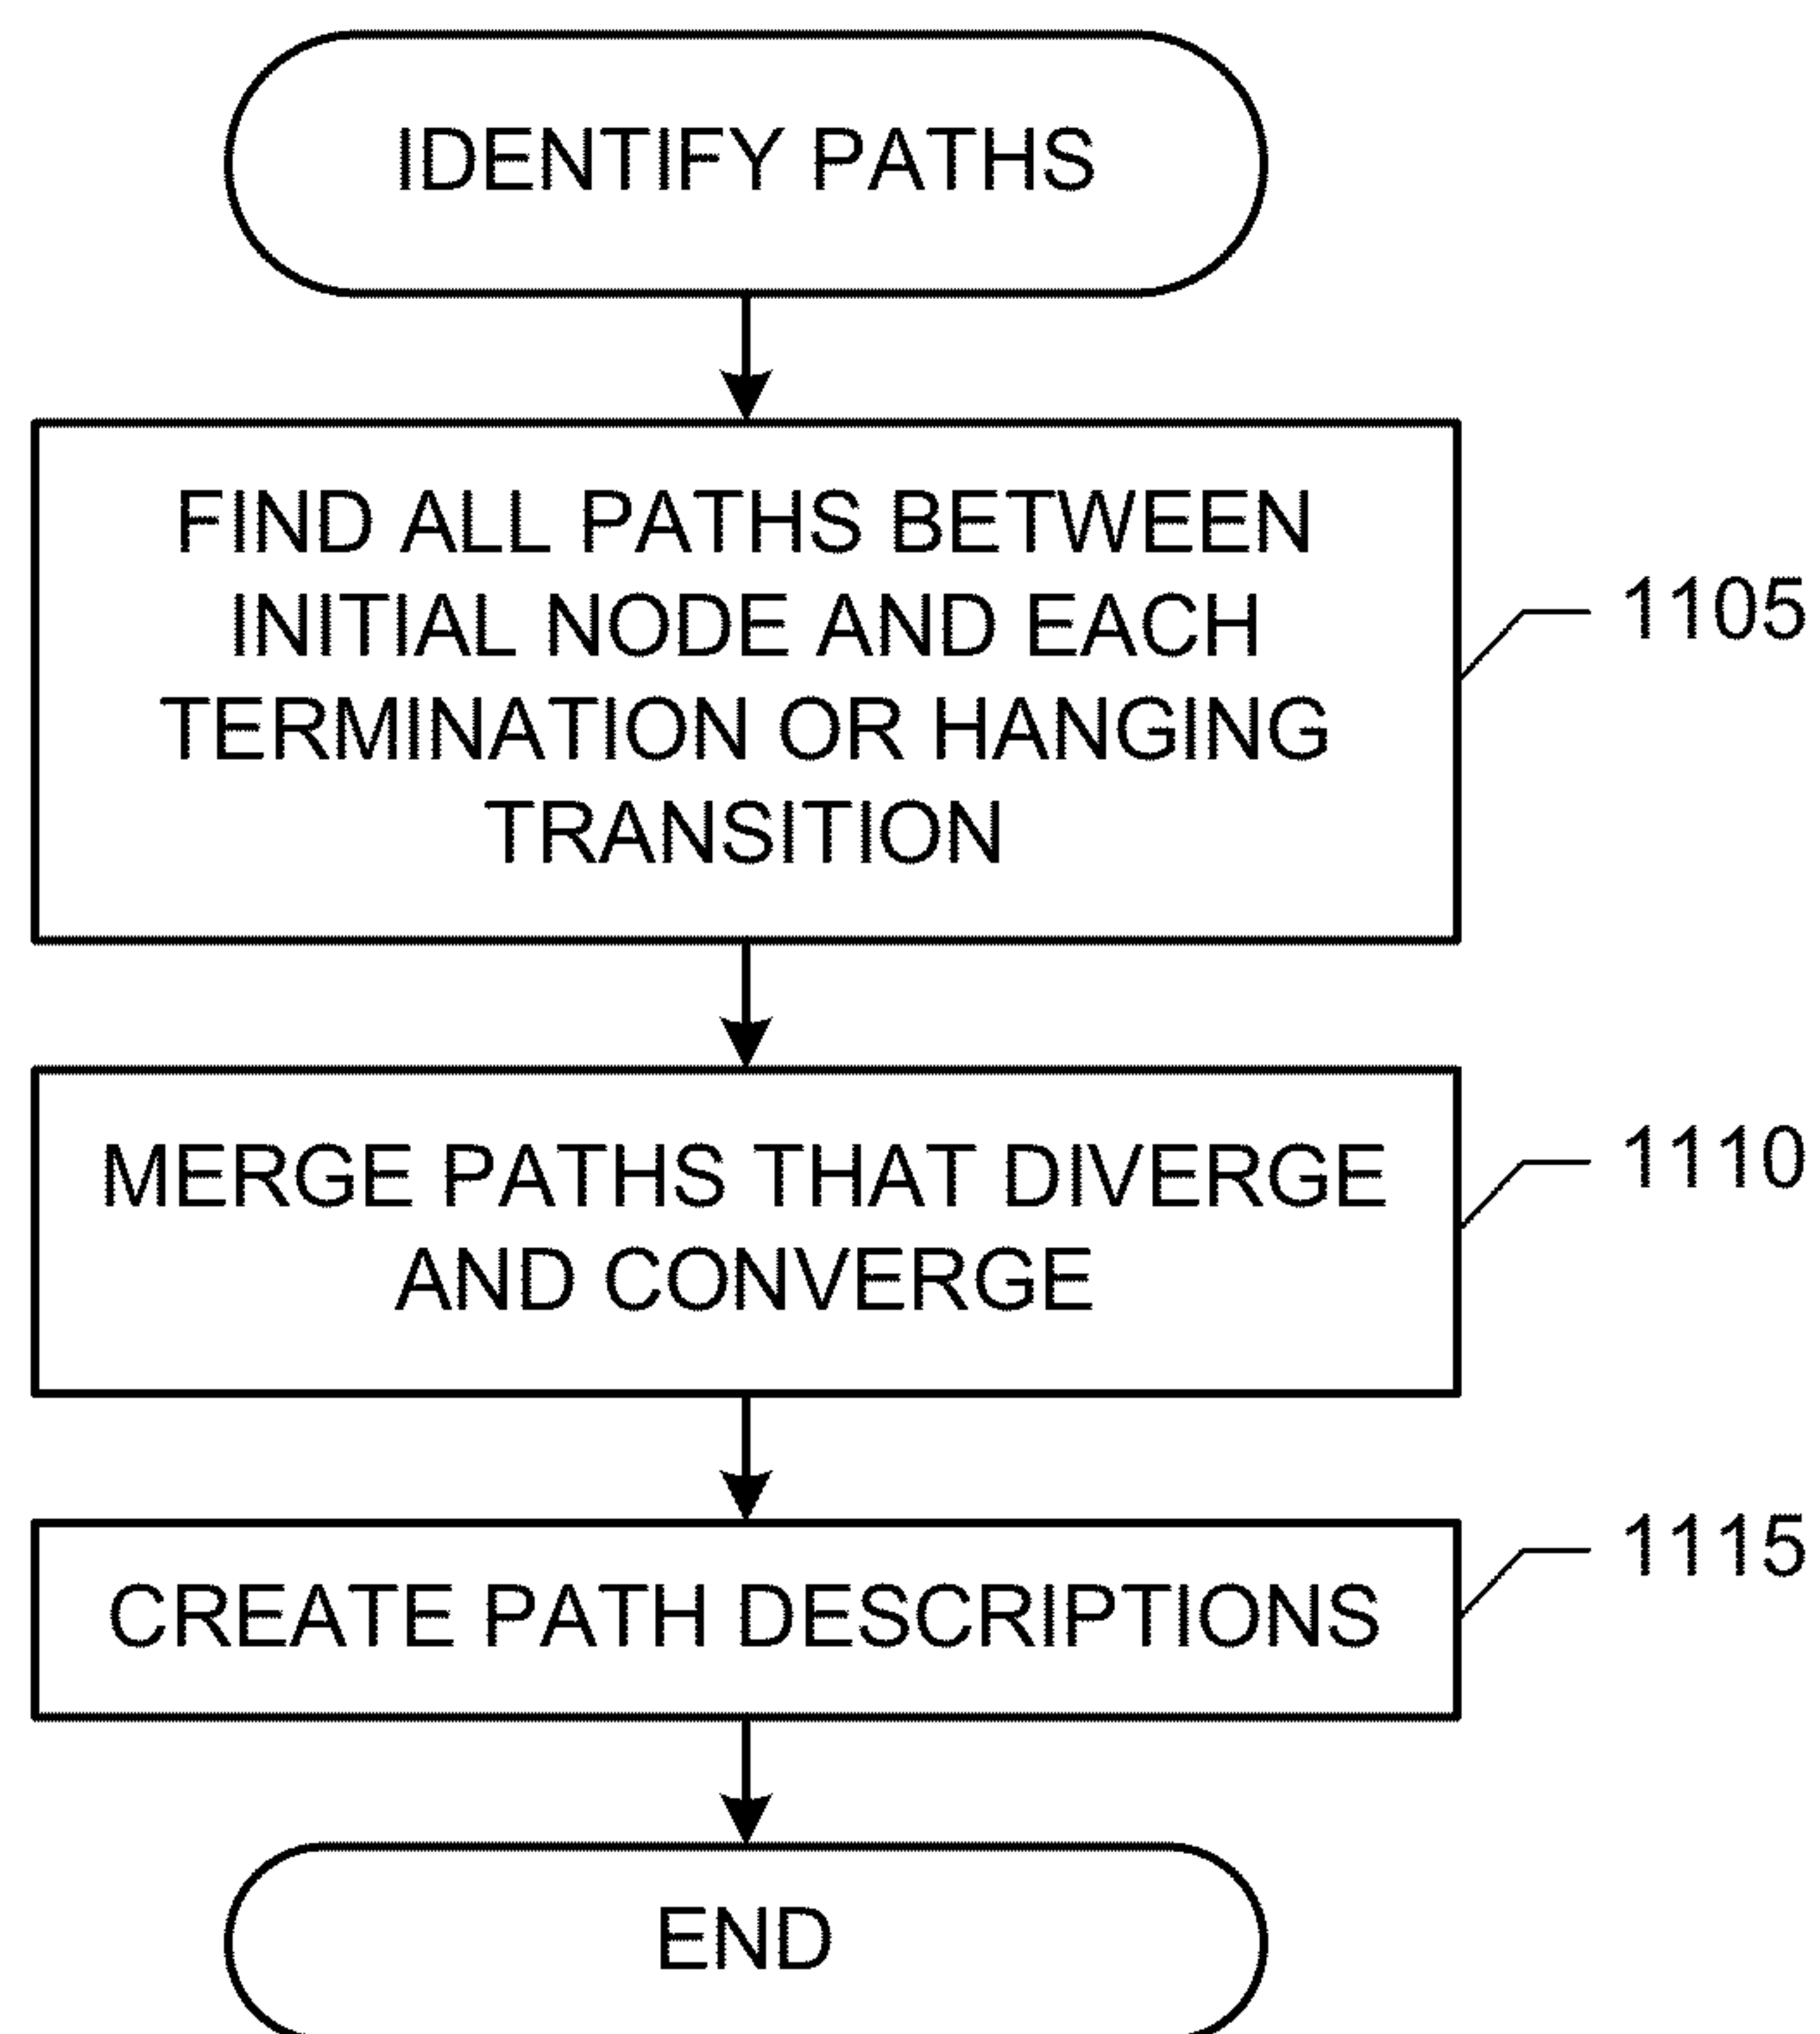 IDENTIFY PATHS
FIND ALL PATHS BETWEEN
INITIAL NODE AND EACH
TERMINATION OR HANGING
TRANSITION
1105
MERGE PATHS THAT DIVERGE
AND CONVERGE
1110
CREATE PATH DESCRIPTIONS
1115
END